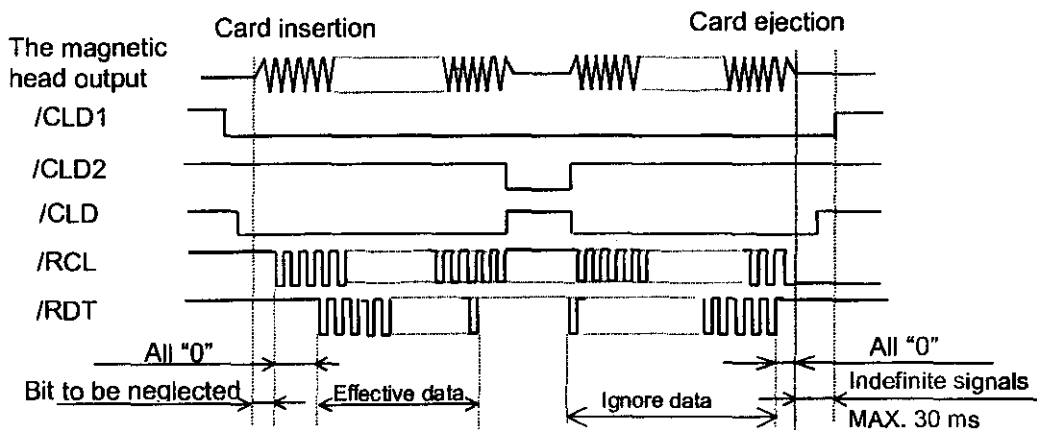 Card insertion
Card ejection
The magnetic
head output
/CLD1
/CLD2
/CLD
/RCL
/RDT
All “0”
All “0”
Bit to be neglected
Effective data
Ignore data
Indefinite signals
MAX. 30 ms